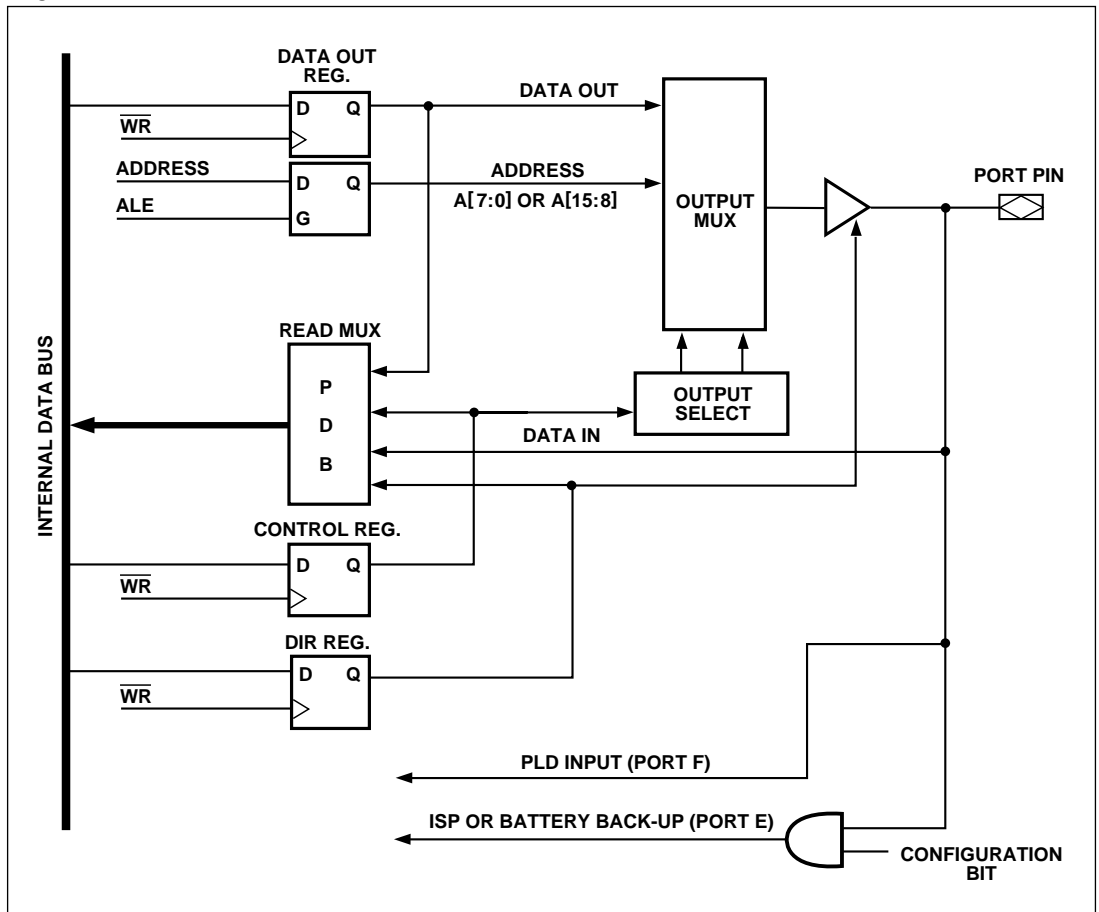 DATA OUT
REG.
D Q
WR
DATA OUT
ADDRESS
ALE
D Q
G
ADDRESS
A[7:0] OR A[15:8]
OUTPUT
MUX
PORT PIN
INTERNAL DATA BUS
READ MUX
P
D
B
OUTPUT
SELECT
DATA IN
CONTROL REG.
D Q
WR
DIR REG.
D Q
WR
PLD INPUT (PORT F)
ISP OR BATTERY BACK-UP (PORT E)
CONFIGURATION
BIT